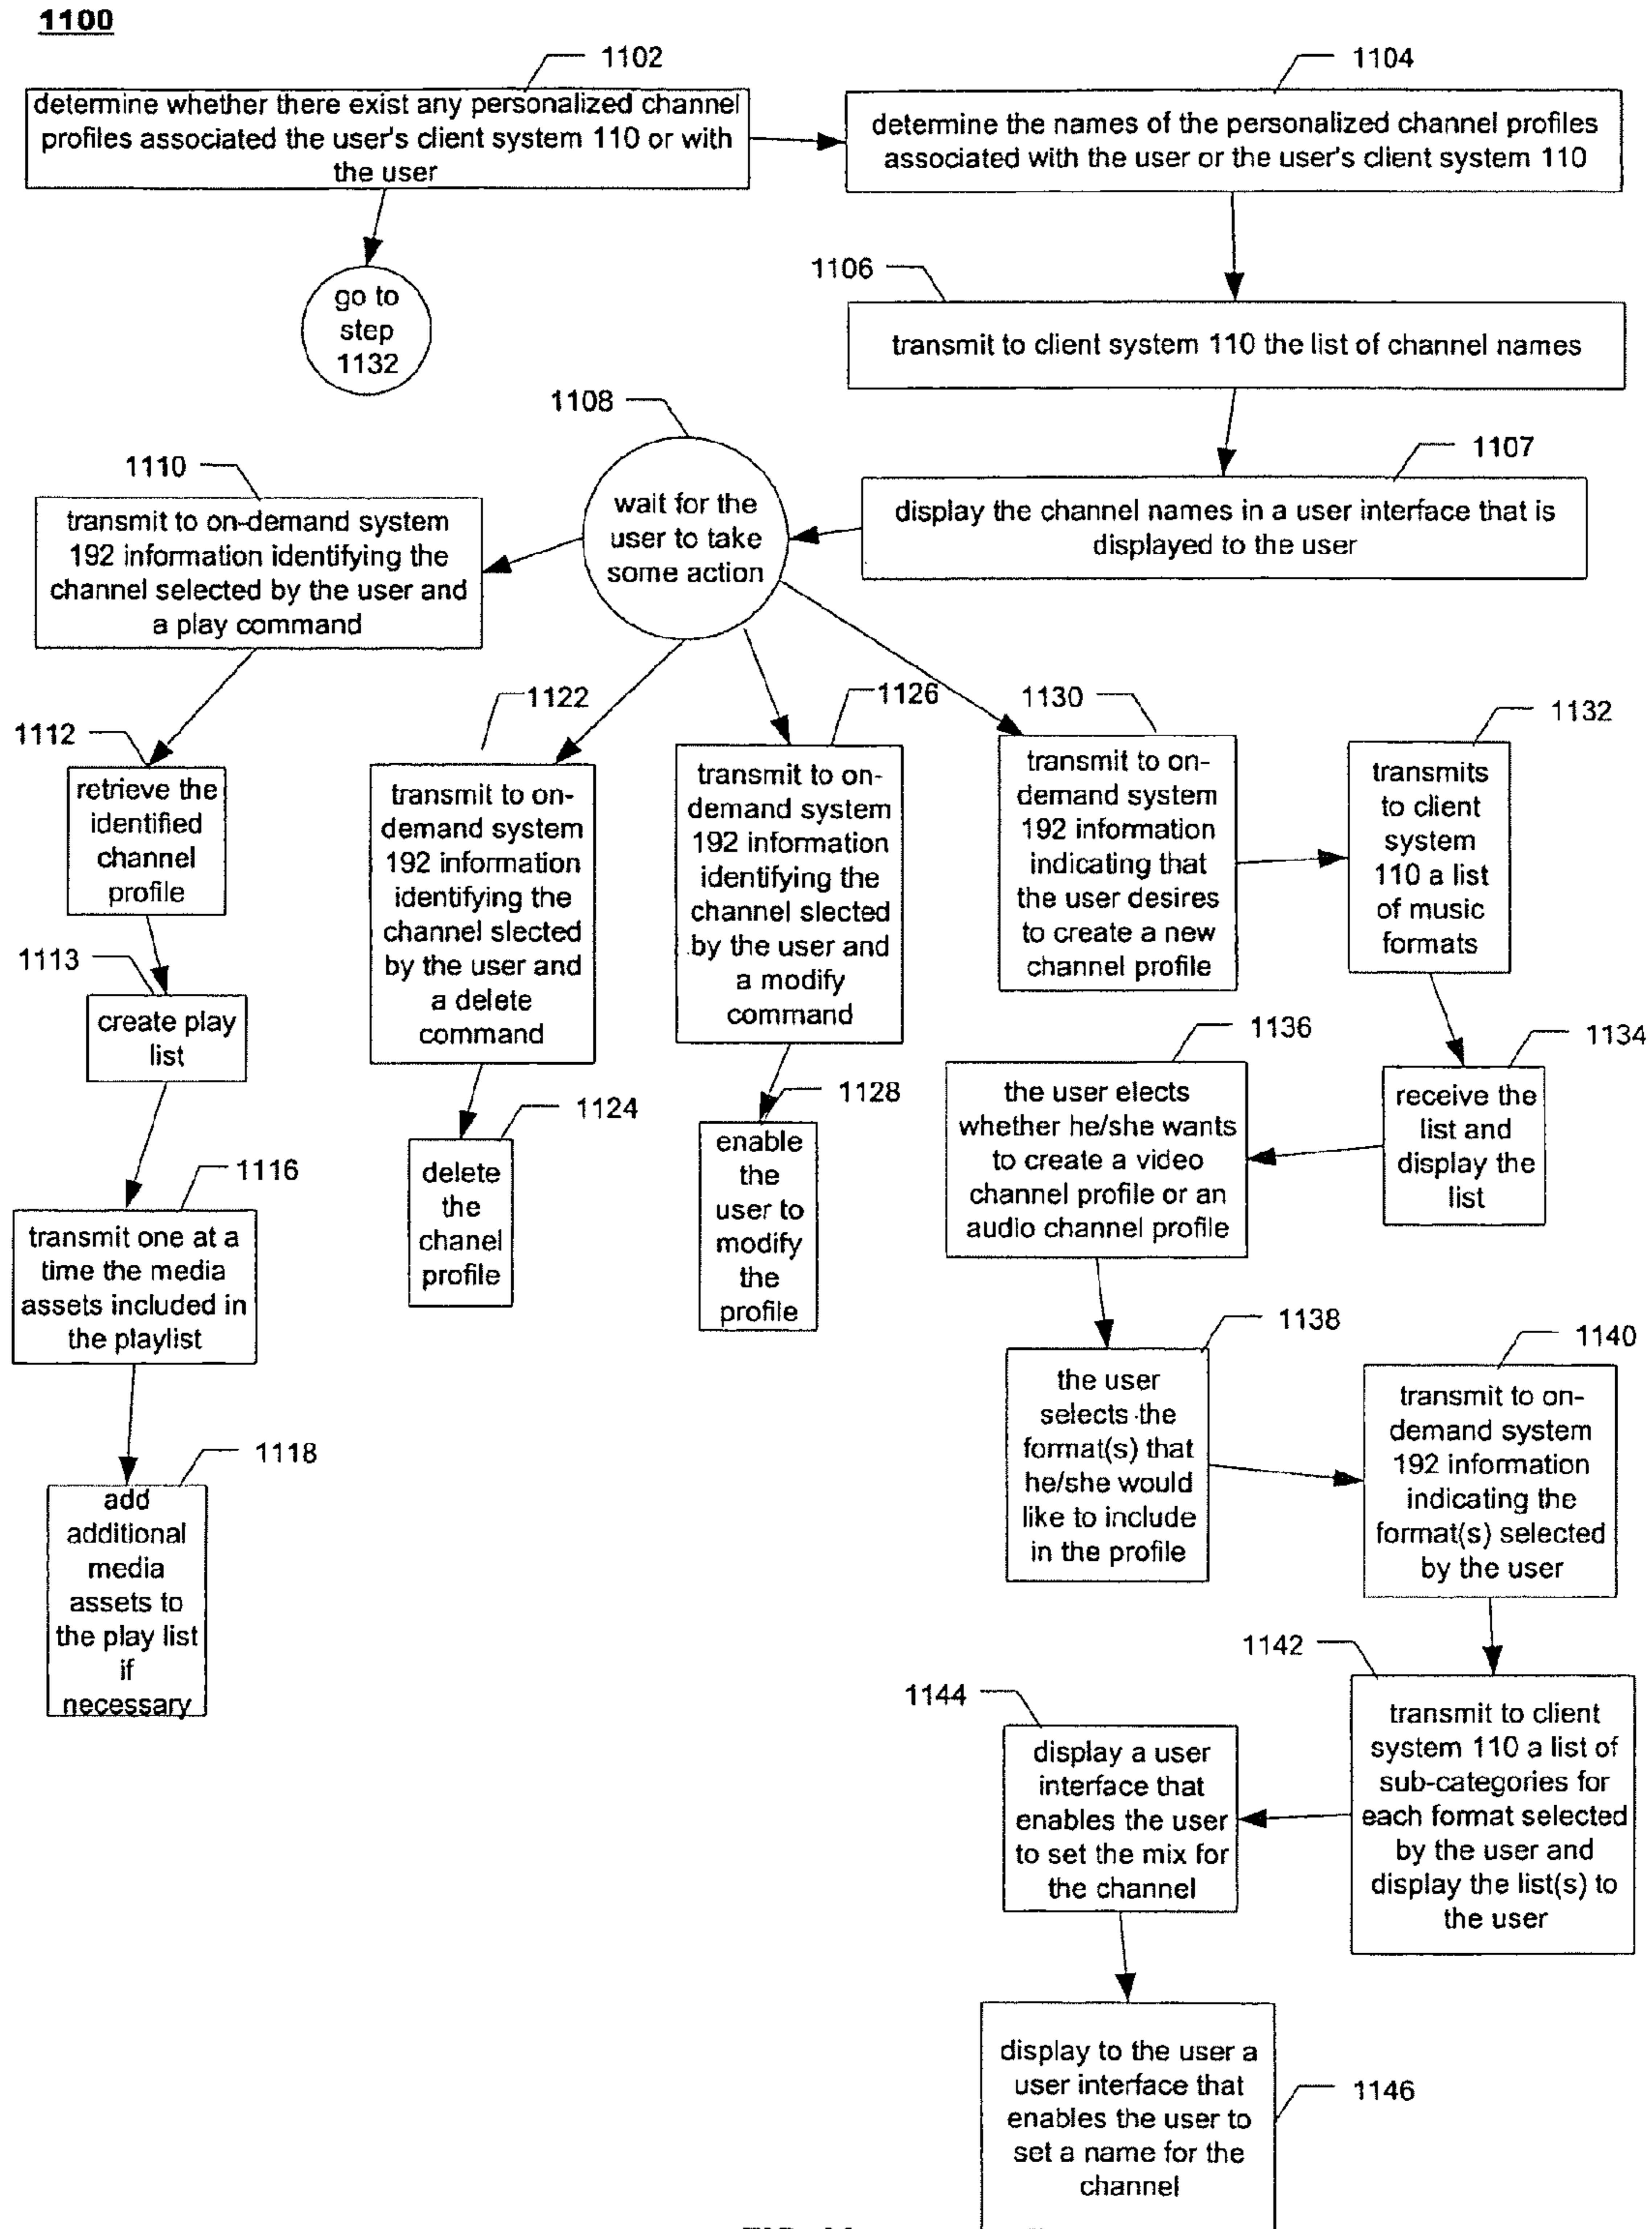 1100
1102
determine whether there exist any personalized channel
profiles associated the user's client system 110 or with
the user
1104
determine the names of the personalized channel profiles
associated with the user or the user's client system 110
go to
step
1132
1106
transmit to client system 110 the list of channel names
1107
display the channel names in a user interface that is
displayed to the user
1108
wait for the
user to take
some action
1110
transmit to on-demand system
192 information identifying the
channel selected by the user and
a play command
1112
retrieve the
identified
channel
profile
1113
create play
list
1116
transmit one at a
time the media
assets included in
the playlist
1118
add
additional
media
assets to
the play list
if
necessary
1122
transmit to on-
demand system
192 information
identifying the
channel slected
by the user and
a delete
command
1124
delete
the
chanel
profile
1126
transmit to on-
demand system
192 information
identifying the
channel slected
by the user and
a modify
command
1128
enable
the
user to
modify
the
profile
1130
transmit to on-
demand system
192 information
indicating that
the user desires
to create a new
channel profile
1132
transmits
to client
system
110 a list
of music
formats
1134
receive the
list and
display the
list
1136
the user elects
whether he/she wants
to create a video
channel profile or an
audio channel profile
1138
the user
selects the
format(s) that
he/she would
like to include
in the profile
1140
transmit to on-
demand system
192 information
indicating the
format(s) selected
by the user
1142
transmit to client
system 110 a list of
sub-categories for
each format selected
by the user and
display the list(s) to
the user
1144
display a user
interface that
enables the user
to set the mix for
the channel
1146
display to the user a
user interface that
enables the user to
set a name for the
channel